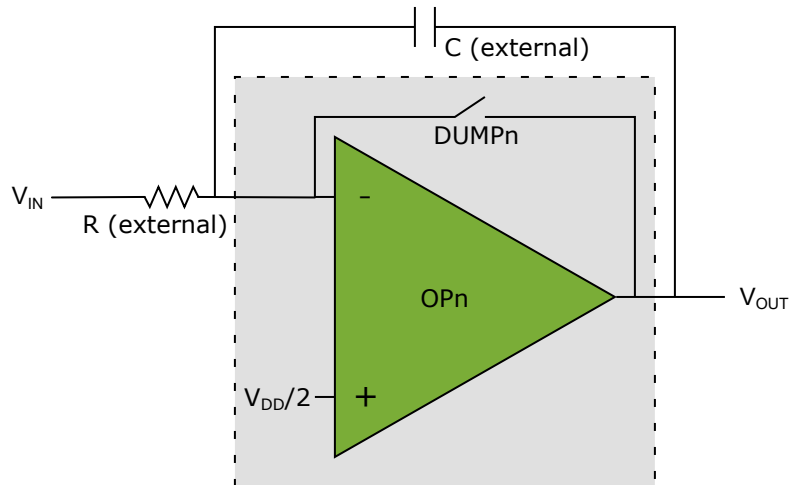 C (external)
DUMPn
V_IN
R (external)
-
OPn
V_OUT
V_DD/2
+